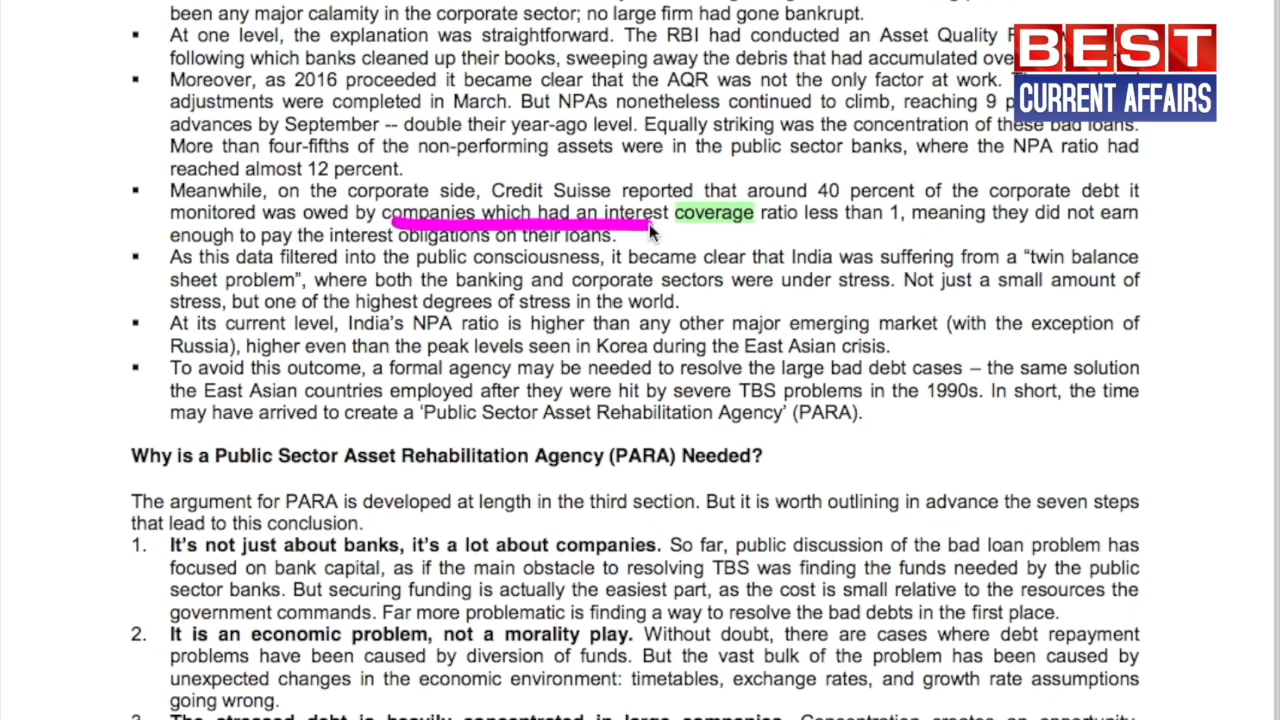 been any major calamity in the corporate sector; no large firm had gone bankrupt.
▪ At one level, the explanation was straightforward. The RBI had conducted an Asset Quality
following which banks cleaned up their books, sweeping away the debris that had accumulated
▪ Moreover, as 2016 proceeded it became clear that the AQR was not the only factor at work.
adjustments were completed in March. But NPAs nonetheless continued to climb, reaching 9
advances by September -- double their year-ago level. Equally striking was the concentration of these bad loans.
More than four-fifths of the non-performing assets were in the public sector banks, where the NPA ratio had
reached almost 12 percent.
▪ Meanwhile, on the corporate side, Credit Suisse reported that around 40 percent of the corporate debt it
monitored was owed by companies which had an interest coverage ratio less than 1, meaning they did not earn
enough to pay the interest obligations on their loans.
▪ As this data filtered into the public consciousness, it became clear that India was suffering from a “twin balance
sheet problem”, where both the banking and corporate sectors were under stress. Not just a small amount of
stress, but one of the highest degrees of stress in the world.
▪ At its current level, India’s NPA ratio is higher than any other major emerging market (with the exception of
Russia), higher even than the peak levels seen in Korea during the East Asian crisis.
▪ To avoid this outcome, a formal agency may be needed to resolve the large bad debt cases – the same solution
the East Asian countries employed after they were hit by severe TBS problems in the 1990s. In short, the time
may have arrived to create a ‘Public Sector Asset Rehabilitation Agency’ (PARA).
Why is a Public Sector Asset Rehabilitation Agency (PARA) Needed?
The argument for PARA is developed at length in the third section. But it is worth outlining in advance the seven steps
that lead to this conclusion.
1. It’s not just about banks, it’s a lot about companies. So far, public discussion of the bad loan problem has
focused on bank capital, as if the main obstacle to resolving TBS was finding the funds needed by the public
sector banks. But securing funding is actually the easiest part, as the cost is small relative to the resources the
government commands. Far more problematic is finding a way to resolve the bad debts in the first place.
2. It is an economic problem, not a morality play. Without doubt, there are cases where debt repayment
problems have been caused by diversion of funds. But the vast bulk of the problem has been caused by
unexpected changes in the economic environment: timetables, exchange rates, and growth rate assumptions
going wrong.
3. The stressed debt is heavily concentrated in large companies. Concentration creates an opportunity,
BEST
CURRENT AFFAIRS